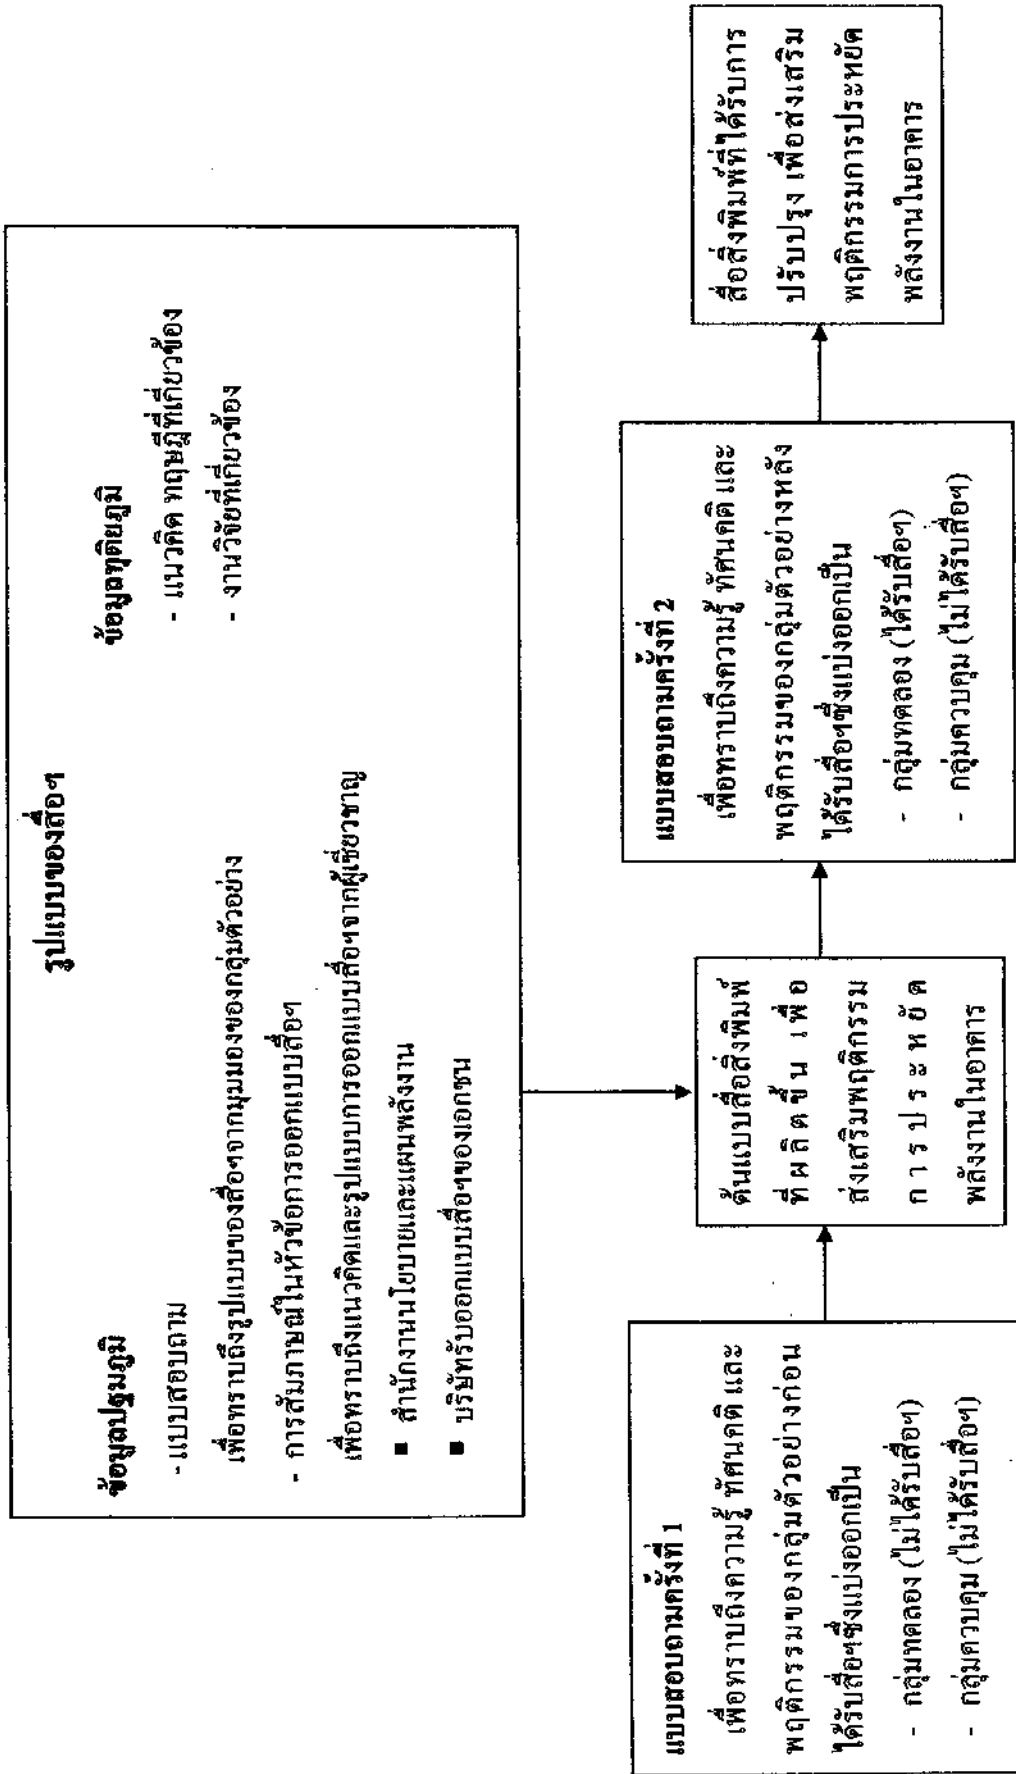 รูปแบบของสื่อฯ
ข้อมูลปฐมภูมิ
- แบบสอบถาม
เพื่อทราบถึงรูปแบบของสื่อฯจากมุมมองของกลุ่มตัวอย่าง
- การสัมภาษณ์ในหัวข้อการออกแบบสื่อฯ
เพื่อทราบถึงแนวคิดและรูปแบบการออกแบบสื่อฯจากผู้เชี่ยวชาญ
■ สำนักงานนโยบายและแผนพลังงาน
■ บริษัทรับออกแบบสื่อฯของเอกชน
ข้อมูลทุติยภูมิ
- แนวคิด ทฤษฎีที่เกี่ยวข้อง
- งานวิจัยที่เกี่ยวข้อง
แบบสอบถามครั้งที่ 1
เพื่อทราบถึงความรู้ ทัศนคติ และ
พฤติกรรมของกลุ่มตัวอย่างก่อน
ได้รับสื่อฯซึ่งแบ่งออกเป็น
- กลุ่มทดลอง (ไม่ได้รับสื่อฯ)
- กลุ่มควบคุม (ไม่ได้รับสื่อฯ)
ต้นแบบสื่อสิ่งพิมพ์
ที่ผลิตขึ้น เพื่อ
ส่งเสริมพฤติกรรม
การประหยัด
พลังงานในอาคาร
แบบสอบถามครั้งที่ 2
เพื่อทราบถึงความรู้ ทัศนคติ และ
พฤติกรรมของกลุ่มตัวอย่างหลัง
ได้รับสื่อฯซึ่งแบ่งออกเป็น
- กลุ่มทดลอง (ได้รับสื่อฯ)
- กลุ่มควบคุม (ไม่ได้รับสื่อฯ)
สื่อสิ่งพิมพ์ที่ได้รับการ
ปรับปรุง เพื่อส่งเสริม
พฤติกรรมการประหยัด
พลังงานในอาคาร